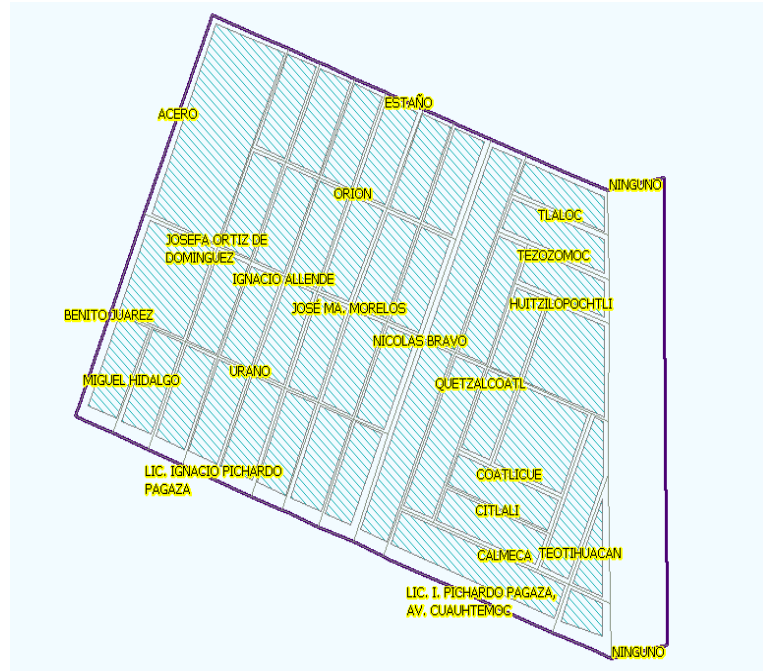 ESTAÑO
ACERO
NINGUNO
ORION
TLALOC
JOSEFA ORTIZ DE
DOMINGUEZ
TEZOZOMOC
IGNACIO ALLENDE
HUITZILOPOCHTLI
JOSÉ MA. MORELOS
BENITO JUAREZ
NICOLAS BRAVO
URANO
MIGUEL HIDALGO
QUETZALCOATL
LIC. IGNACIO PICHARDO
PAGAZA
COATLICUE
CITLALI
CALMECA
TEOTIHUACAN
LIC. I. PICHARDO PAGAZA,
AV. CUAUHTEMOC
NINGUNO